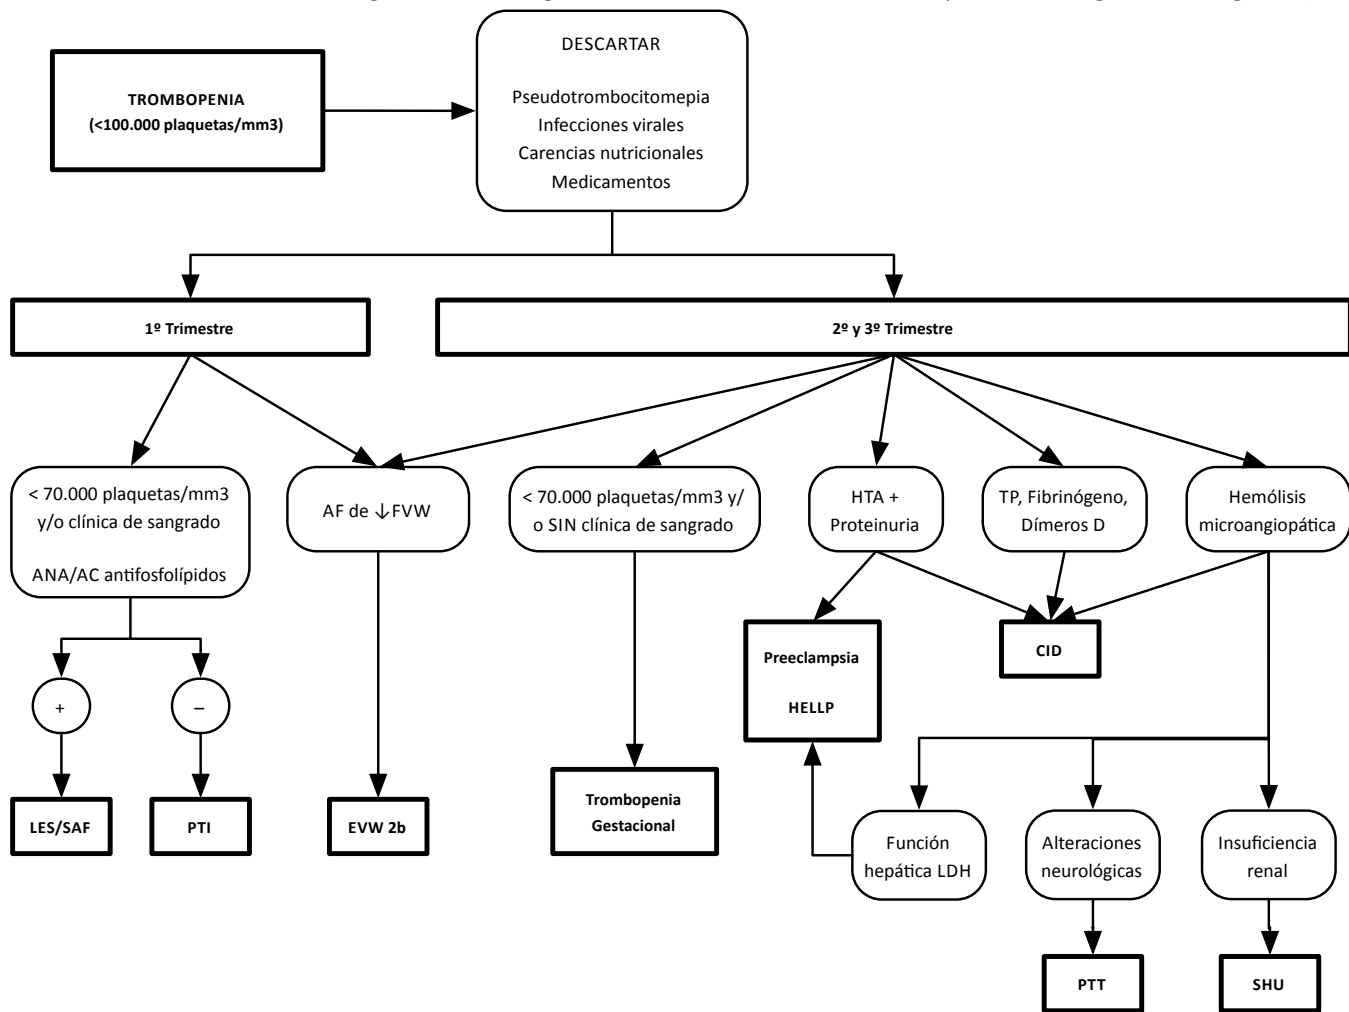 TROMBOPENIA
(<100.000 plaquetas/mm3)
DESCARTAR
Pseudotrombocitomepia
Infecciones virales
Carencias nutricionales
Medicamentos
1º Trimestre
2º y 3º Trimestre
< 70.000 plaquetas/mm3
y/o clínica de sangrado
ANA/AC antifosfolípidos
AF de ↓FVW
< 70.000 plaquetas/mm3 y/
o SIN clínica de sangrado
HTA +
Proteinuria
TP, Fibrinógeno,
Dímeros D
Hemólisis
microangiopática
+
–
Preeclampsia
HELLP
CID
LES/SAF
PTI
EVW 2b
Trombopenia
Gestacional
Función
hepática LDH
Alteraciones
neurológicas
Insuficiencia
renal
PTT
SHU